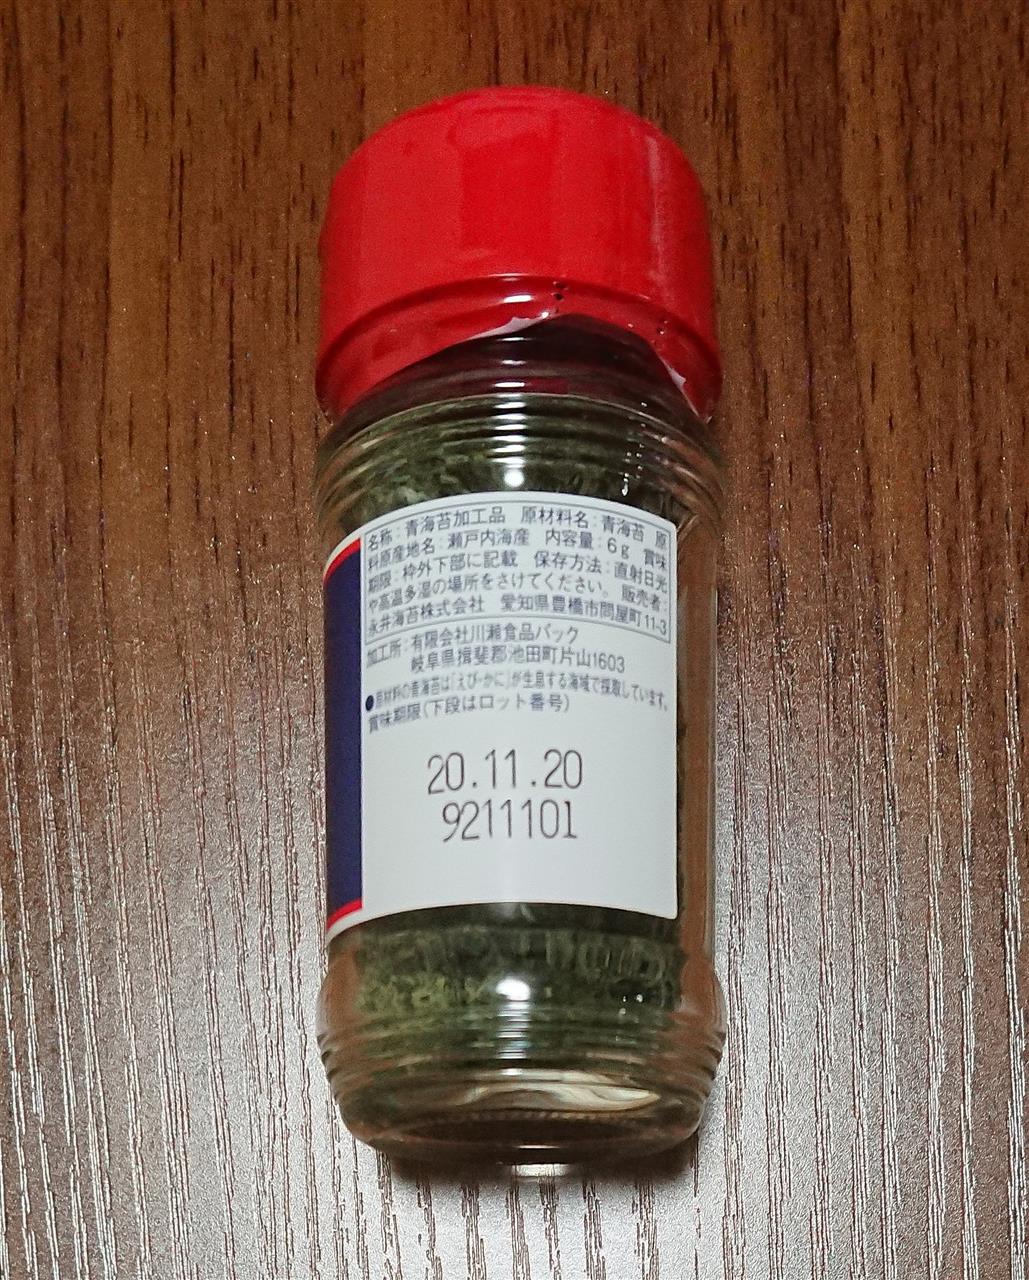 名称：青海苔加工品　原材料名：青海苔　原
料原産地名：瀬戸内海産　内容量：6g　賞味
期限：枠外下部に記載　保存方法：直射日光
や高温多湿の場所をさけてください。　販売者：
永井海苔株式会社　愛知県豊橋市問屋町11-3
加工所：有限会社川瀬食品パック
岐阜県揖斐郡池田町片山1603
●原材料の青海苔は「えび・かに」が生息する海域で採取しています。
賞味期限(下段はロット番号)
20.11.20
9211101